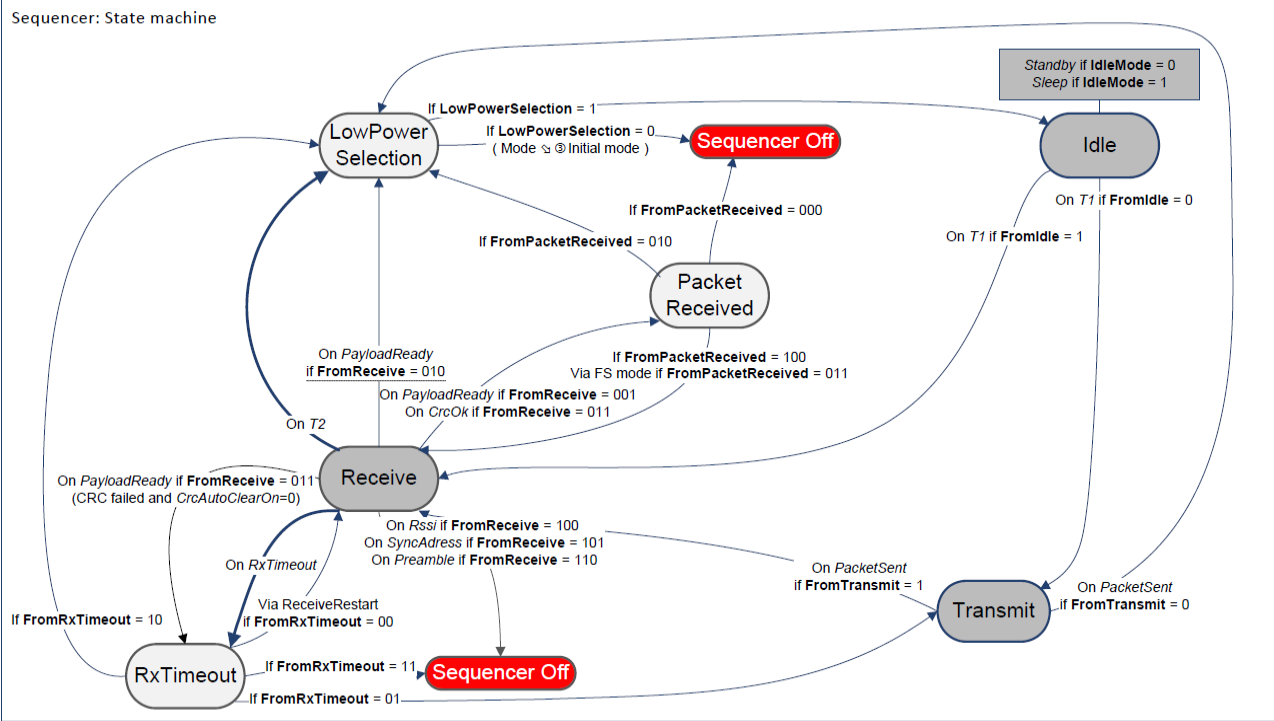 Sequencer: State machine
Standby if IdleMode = 0
Sleep if IdleMode = 1
If LowPowerSelection = 1
LowPower
Selection
If LowPowerSelection = 0
( Mode ⇘ ③ Initial mode )
Sequencer Off
Idle
On T1 if FromIdle = 0
If FromPacketReceived = 000
On T1 if FromIdle = 1
If FromPacketReceived = 010
Packet
Received
On PayloadReady
if FromReceive = 010
If FromPacketReceived = 100
Via FS mode if FromPacketReceived = 011
On PayloadReady if FromReceive = 001
On CrcOk if FromReceive = 011
On T2
Receive
On PayloadReady if FromReceive = 011
(CRC failed and CrcAutoClearOn=0)
On Rssi if FromReceive = 100
On SyncAdress if FromReceive = 101
On Preamble if FromReceive = 110
On RxTimeout
On PacketSent
if FromTransmit = 1
On PacketSent
if FromTransmit = 0
Via ReceiveRestart
if FromRxTimeout = 00
Transmit
If FromRxTimeout = 10
RxTimeout
If FromRxTimeout = 11
Sequencer Off
If FromRxTimeout = 01